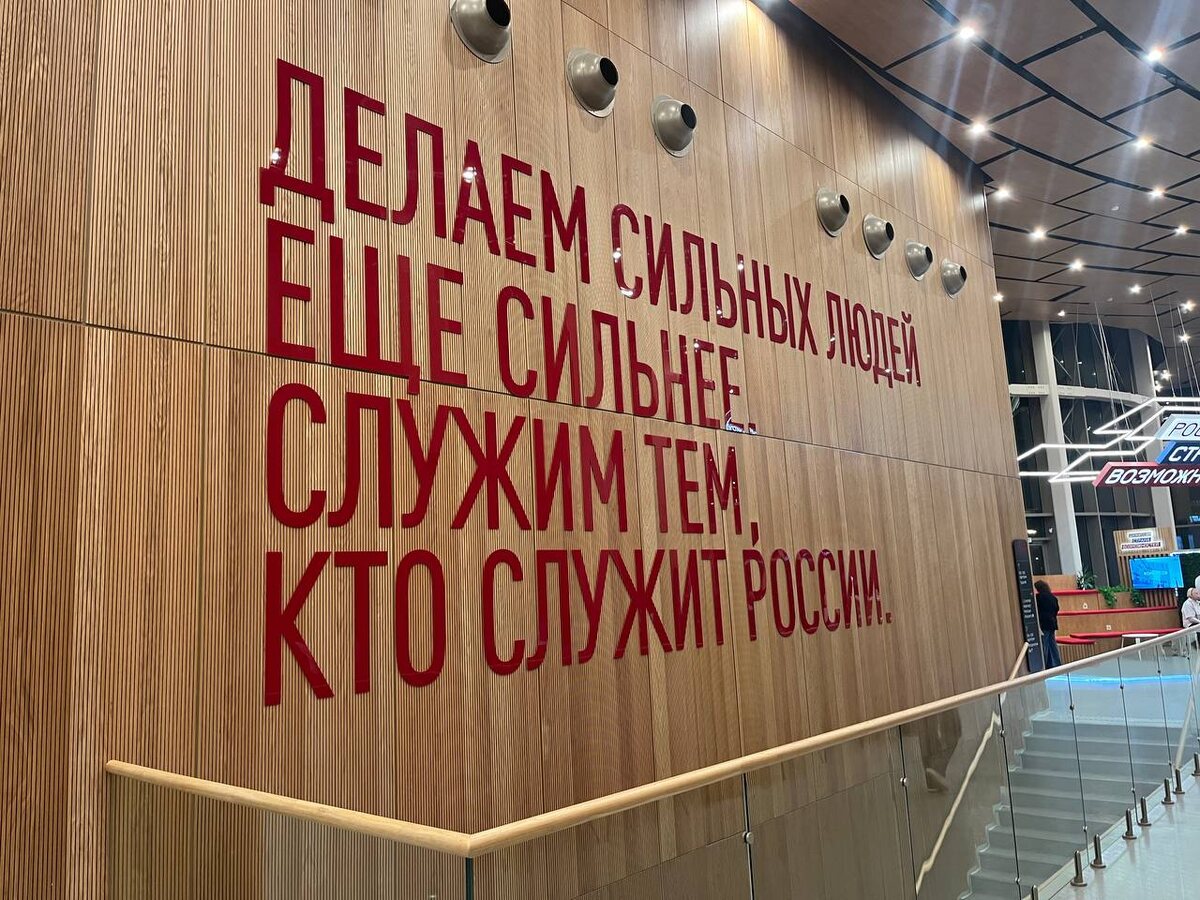 ДЕЛАЕМ СИЛЬНЫХ ЛЮДЕЙ
ЕЩЕ СИЛЬНЕЕ.
СЛУЖИМ ТЕМ,
КТО СЛУЖИТ РОССИИ.